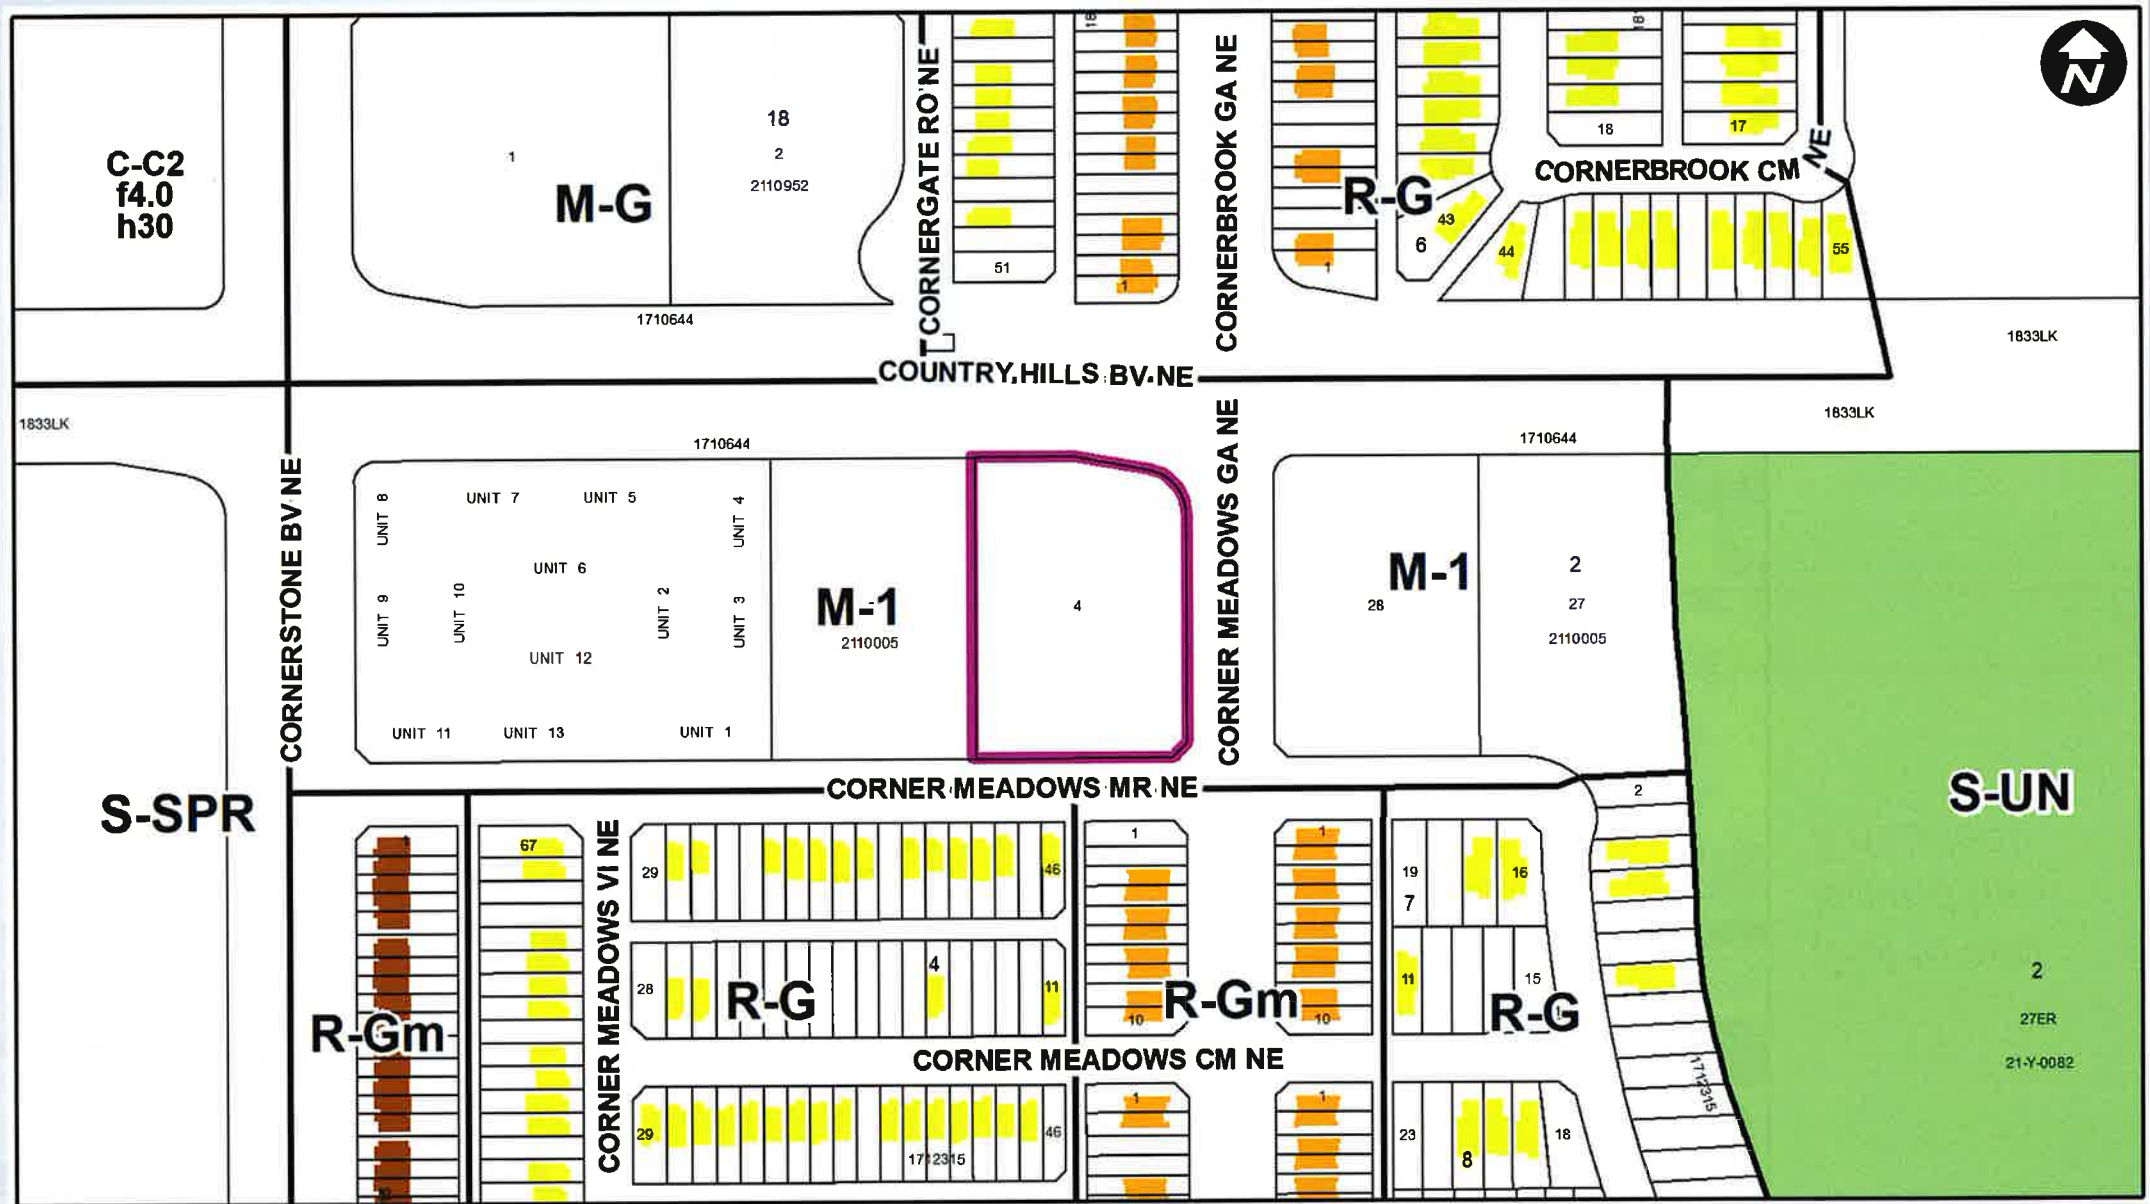 N
C-C2
f4.0
h30
1
M-G
18
2
2110952
CORNERGATE RO NE
51
18
1
CORNERBROOK GA NE
1
R-G
43
6
44
18
18
17
CORNERBROOK CM
NE
55
1710644
1833LK
COUNTRY HILLS BV NE
1833LK
1833LK
1710644
1710644
CORNERSTONE BV NE
UNIT 8
UNIT 7
UNIT 5
UNIT 4
UNIT 6
UNIT 9
UNIT 10
UNIT 2
UNIT 3
UNIT 12
UNIT 11
UNIT 13
UNIT 1
M-1
2110005
4
CORNER MEADOWS GA NE
M-1
28
2
27
2110005
S-SPR
CORNER MEADOWS MR NE
S-UN
2
1
67
CORNER MEADOWS VI NE
29
46
1
1
19
7
16
28
R-G
4
11
R-Gm
10
10
11
15
R-G
R-Gm
2
27ER
21-Y-0082
CORNER MEADOWS CM NE
1712315
29
46
1712315
1
1
23
8
18